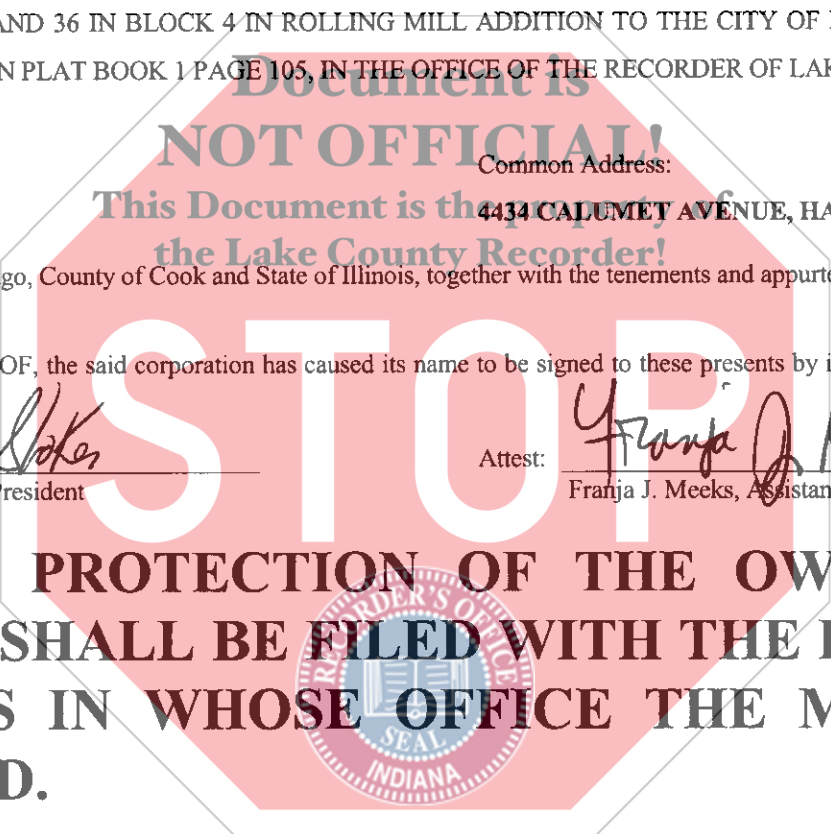 AND 36 IN BLOCK 4 IN ROLLING MILL ADDITION TO THE CITY OF
N PLAT BOOK 1 PAGE 105, IN THE OFFICE OF THE RECORDER OF LAK
Document is
NOT OFFICIAL!
Common Address:
This Document is the property of
4434 CALUMET AVENUE, HA
the Lake County Recorder!
go, County of Cook and State of Illinois, together with the tenements and appurte
STOP
OF, the said corporation has caused its name to be signed to these presents by i
Stokes
Attest: Franja J.
President
Franja J. Meeks, Assistan
PROTECTION OF THE OW
SHALL BE FILED WITH THE
S IN WHOSE OFFICE THE M
D.
RECORDER'S OFFICE
SEAL
INDIANA